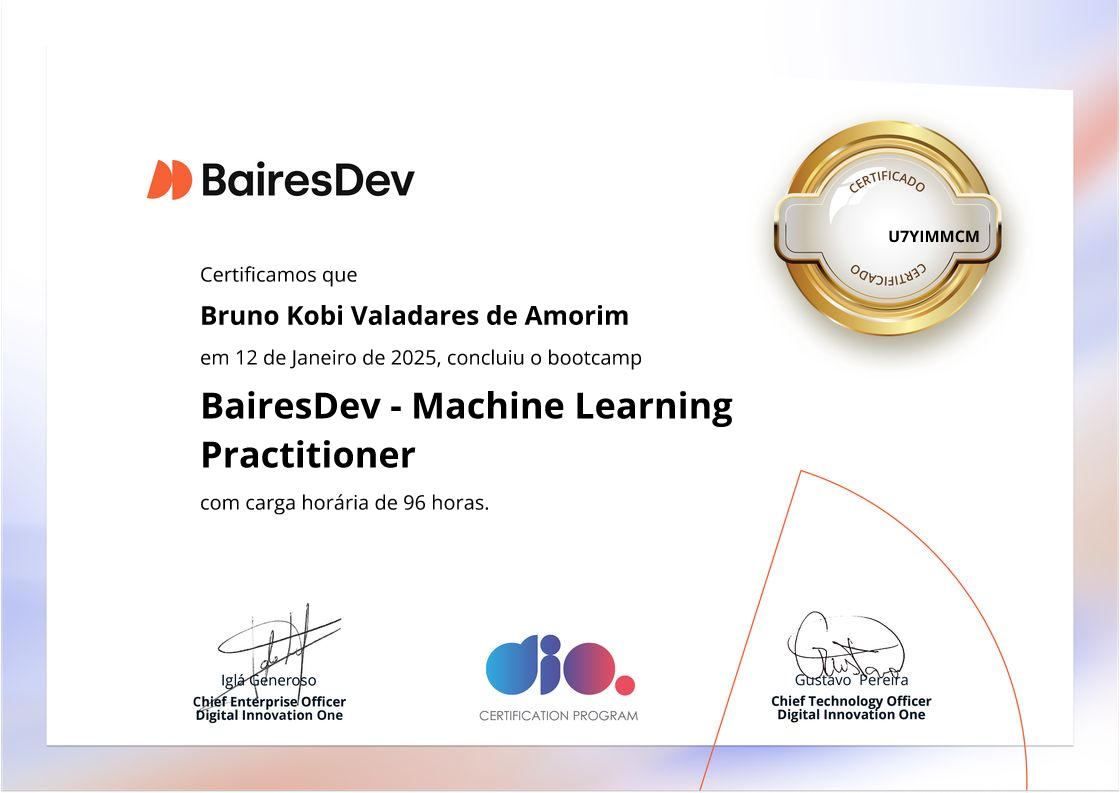 BairesDev
CERTIFICADO
U7YIMMCM
CERTIFICADO
Certificamos que
Bruno Kobi Valadares de Amorim
em 12 de Janeiro de 2025, concluiu o bootcamp
BairesDev - Machine Learning
Practitioner
com carga horária de 96 horas.
Iglá Generoso
Chief Enterprise Officer
Digital Innovation One
dio.
CERTIFICATION PROGRAM
Gustavo
Gustavo Pereira
Chief Technology Officer
Digital Innovation One